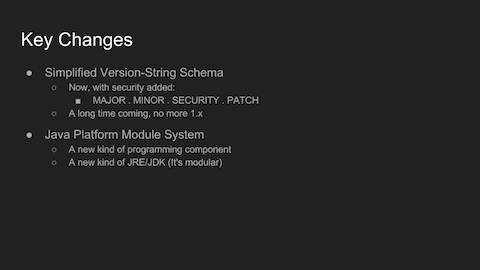 Key Changes
● Simplified Version-String Schema
○ Now, with security added:
■ MAJOR . MINOR . SECURITY . PATCH
○ A long time coming, no more 1.x
● Java Platform Module System
○ A new kind of programming component
○ A new kind of JRE/JDK (It's modular)